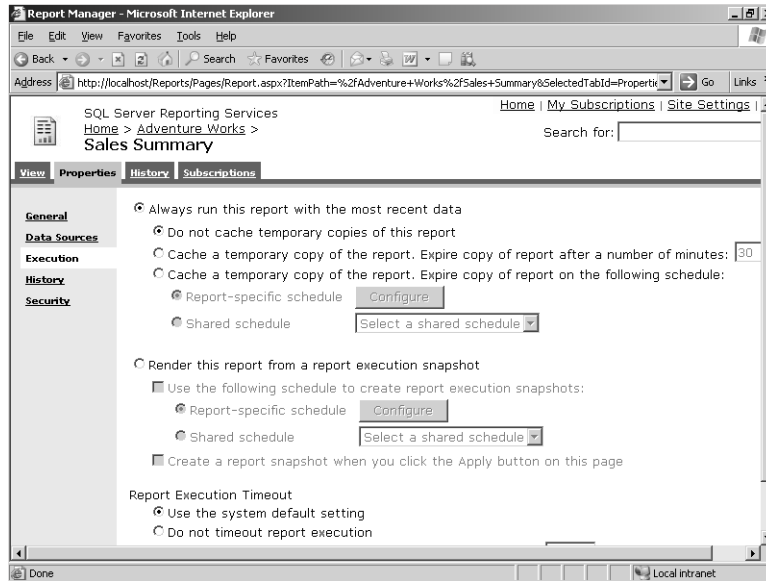 Report Manager - Microsoft Internet Explorer
File Edit View Favorites Tools Help
Back Search Favorites
Address http://localhost/Reports/Pages/Report.aspx?ItemPath=%2fAdventure+Works%2fSales+Summary&SelectedTabId=Propertie Go Links
Home | My Subscriptions | Site Settings |
SQL Server Reporting Services
Home > Adventure Works >
Sales Summary
Search for:
View Properties History Subscriptions
General
Data Sources
Execution
History
Security
Always run this report with the most recent data
Do not cache temporary copies of this report
Cache a temporary copy of the report. Expire copy of report after a number of minutes: 30
Cache a temporary copy of the report. Expire copy of report on the following schedule:
Report-specific schedule Configure
Shared schedule Select a shared schedule
Render this report from a report execution snapshot
Use the following schedule to create report execution snapshots:
Report-specific schedule Configure
Shared schedule Select a shared schedule
Create a report snapshot when you click the Apply button on this page
Report Execution Timeout
Use the system default setting
Do not timeout report execution
Done Local intranet